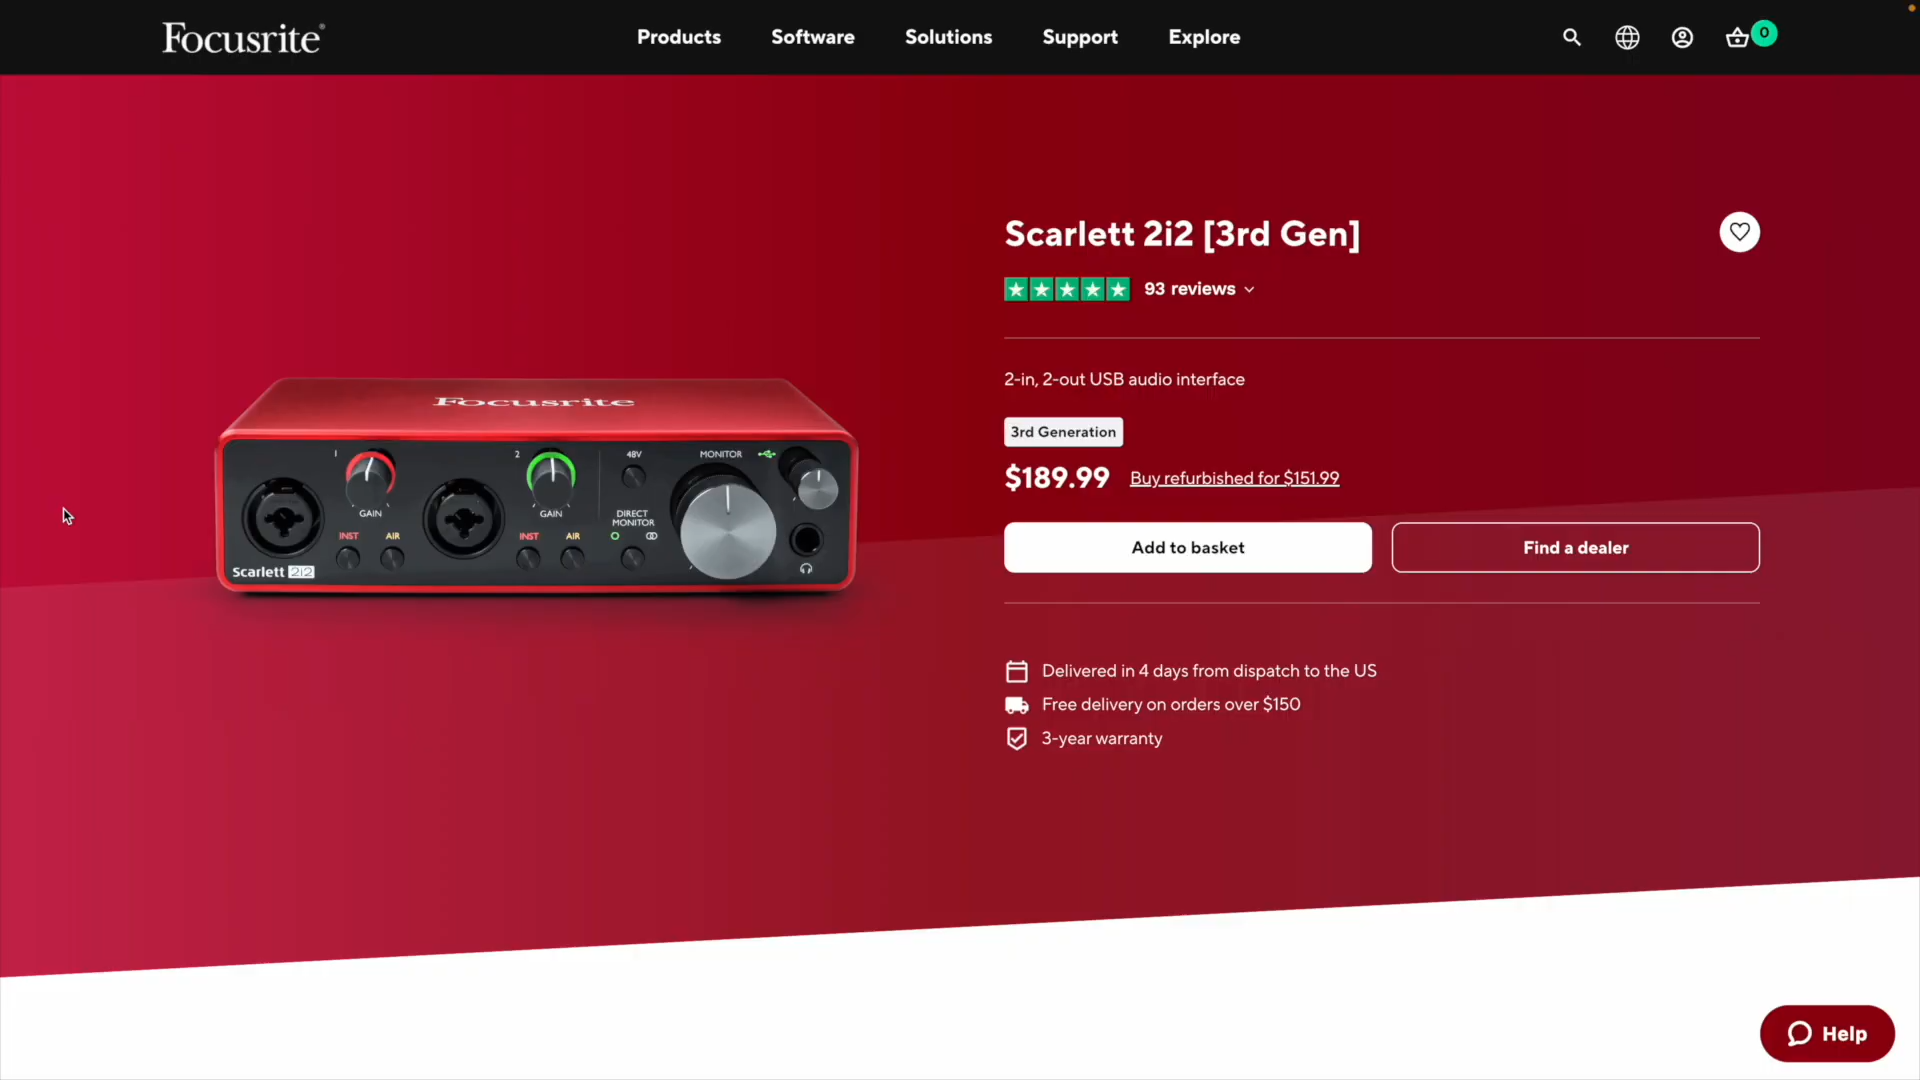 Focusrite®
Products
Software
Solutions
Support
Explore
0
Scarlett 2i2 [3rd Gen]
93 reviews
2-in, 2-out USB audio interface
3rd Generation
$189.99 Buy refurbished for $151.99
Add to basket
Find a dealer
Delivered in 4 days from dispatch to the US
Free delivery on orders over $150
3-year warranty
Focusrite
1
2
48V
MONITOR
GAIN
GAIN
DIRECT
MONITOR
INST
AIR
INST
AIR
Scarlett 2i2
Help